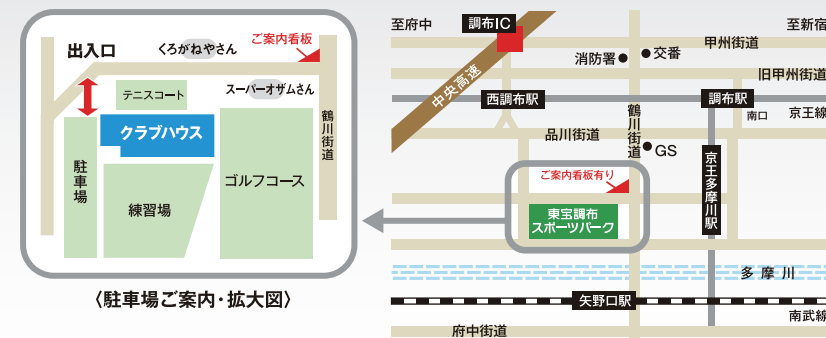 出入口
くろがねやさん
ご案内看板
テニスコート
スーパーオザムさん
クラブハウス
鶴川街道
駐車場
練習場
ゴルフコース
〈駐車場ご案内・拡大図〉
至府中
調布IC
至新宿
甲州街道
消防署
交番
中央高速
旧甲州街道
西調布駅
調布駅
南口
京王線
鶴川街道
品川街道
GS
京王多摩川駅
ご案内看板有り
東宝調布
スポーツパーク
多摩川
矢野口駅
南武線
府中街道